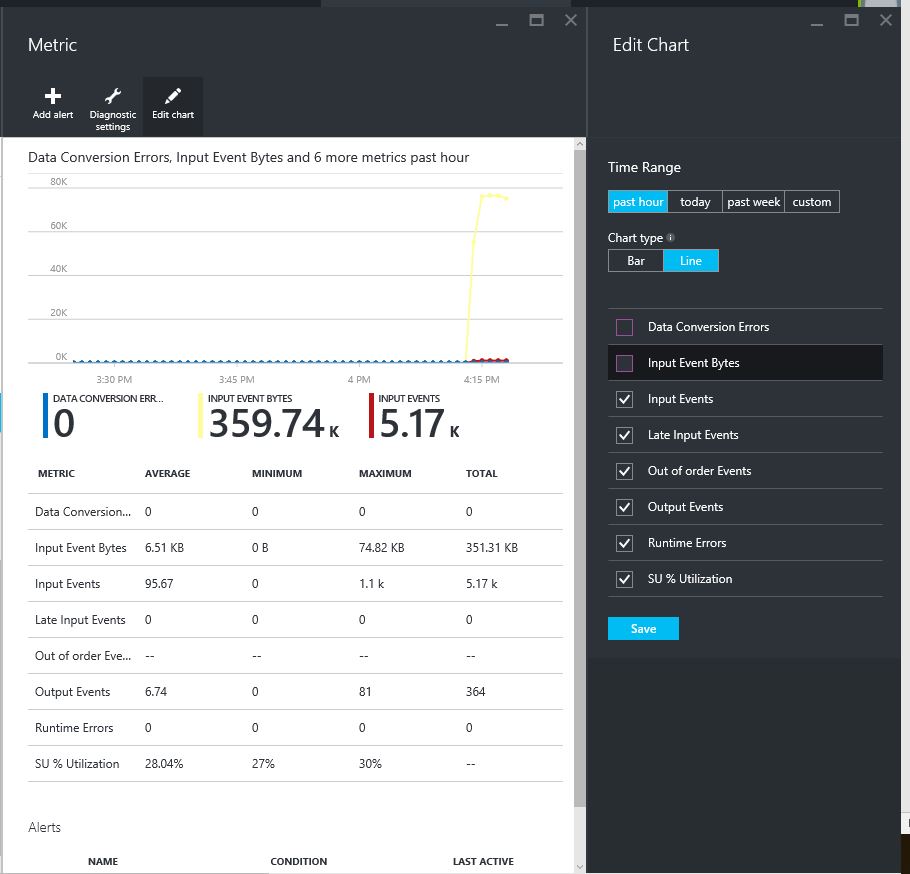 Metric
Add alert
Diagnostic
settings
Edit chart
Data Conversion Errors, Input Event Bytes and 6 more metrics past hour
80K
60K
40K
20K
0K
3:30 PM 3:45 PM 4 PM 4:15 PM
DATA CONVERSION ERR... INPUT EVENT BYTES INPUT EVENTS
0 359.74 K 5.17 K
METRIC AVERAGE MINIMUM MAXIMUM TOTAL
Data Conversion... 0 0 0 0
Input Event Bytes 6.51 KB 0 B 74.82 KB 351.31 KB
Input Events 95.67 0 1.1 k 5.17 k
Late Input Events 0 0 0 0
Out of order Eve... -- -- -- --
Output Events 6.74 0 81 364
Runtime Errors 0 0 0 0
SU % Utilization 28.04% 27% 30% --
Alerts
NAME CONDITION LAST ACTIVE
Edit Chart
Time Range
past hour today past week custom
Chart type
Bar Line
Data Conversion Errors
Input Event Bytes
Input Events
Late Input Events
Out of order Events
Output Events
Runtime Errors
SU % Utilization
Save